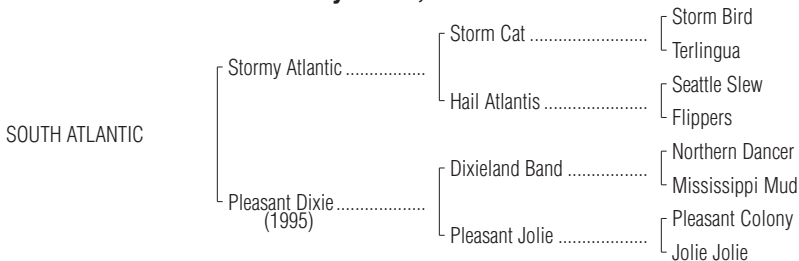 Storm Bird
Storm Cat ........................
Terlingua
Stormy Atlantic .................
Seattle Slew
Hail Atlantis .....................
Flippers
SOUTH ATLANTIC
Northern Dancer
Dixieland Band ................
Mississippi Mud
Pleasant Dixie ...................
(1995)
Pleasant Colony
Pleasant Jolie ..................
Jolie Jolie